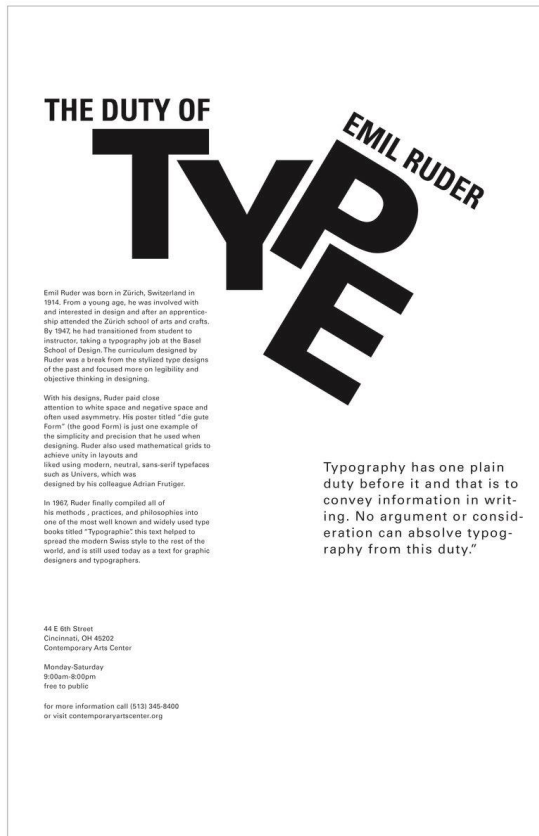 THE DUTY OF
TYPE
EMIL RUDER
Emil Ruder was born in Zürich, Switzerland in
1914. From a young age, he was involved with
and interested in design and after an apprentice-
ship attended the Zürich school of arts and crafts.
By 1947, he had transitioned from student to
instructor, taking a typography job at the Basel
School of Design. The curriculum designed by
Ruder was a break from the stylized type designs
of the past and focused more on legibility and
objective thinking in designing.
With his designs, Ruder paid close
attention to white space and negative space and
often used asymmetry. His poster titled "die gute
Form" (the good Form) is just one example of
the simplicity and precision that he used when
designing. Ruder also used mathematical grids to
achieve unity in layouts and
liked using modern, neutral, sans-serif typefaces
such as Univers, which was
designed by his colleague Adrian Frutiger.
In 1967, Ruder finally compiled all of
his methods , practices, and philosophies into
one of the most well known and widely used type
books titled "Typographie". this text helped to
spread the modern Swiss style to the rest of the
world, and is still used today as a text for graphic
designers and typographers.
Typography has one plain
duty before it and that is to
convey information in writ-
ing. No argument or consid-
eration can absolve typog-
raphy from this duty."
44 E 6th Street
Cincinnati, OH 45202
Contemporary Arts Center
Monday-Saturday
9:00am-8:00pm
free to public
for more information call (513) 345-8400
or visit contemporaryartscenter.org